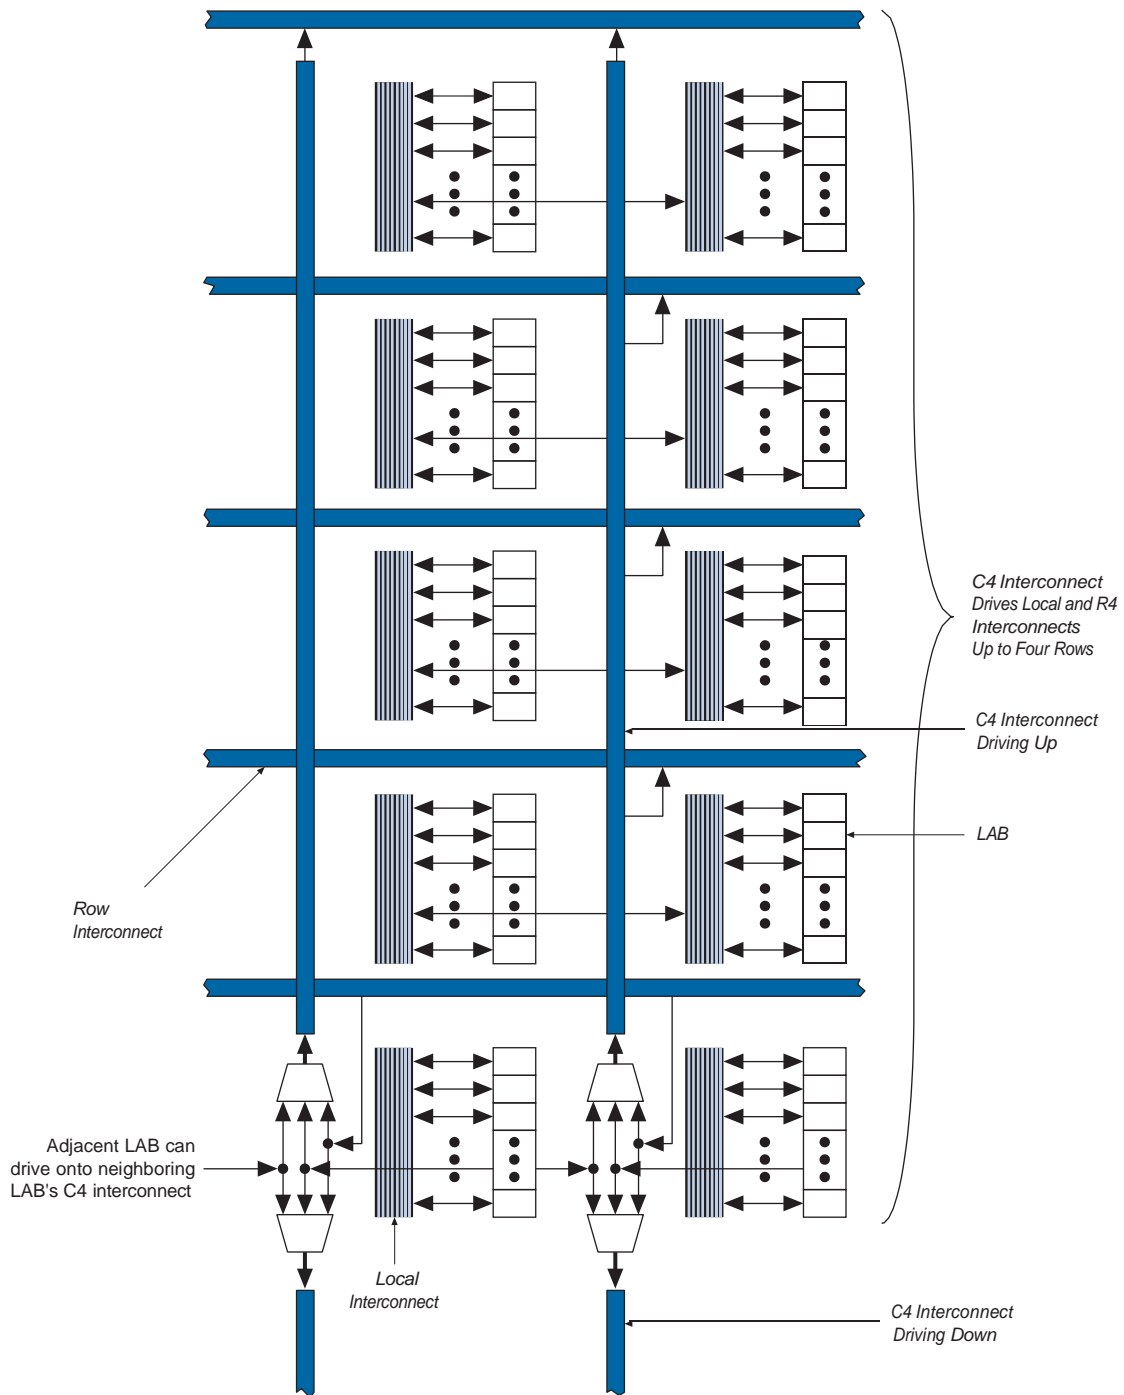 C4 Interconnect
Drives Local and R4
Interconnects
Up to Four Rows
C4 Interconnect
Driving Up
LAB
Row
Interconnect
Adjacent LAB can
drive onto neighboring
LAB's C4 interconnect
Local
Interconnect
C4 Interconnect
Driving Down